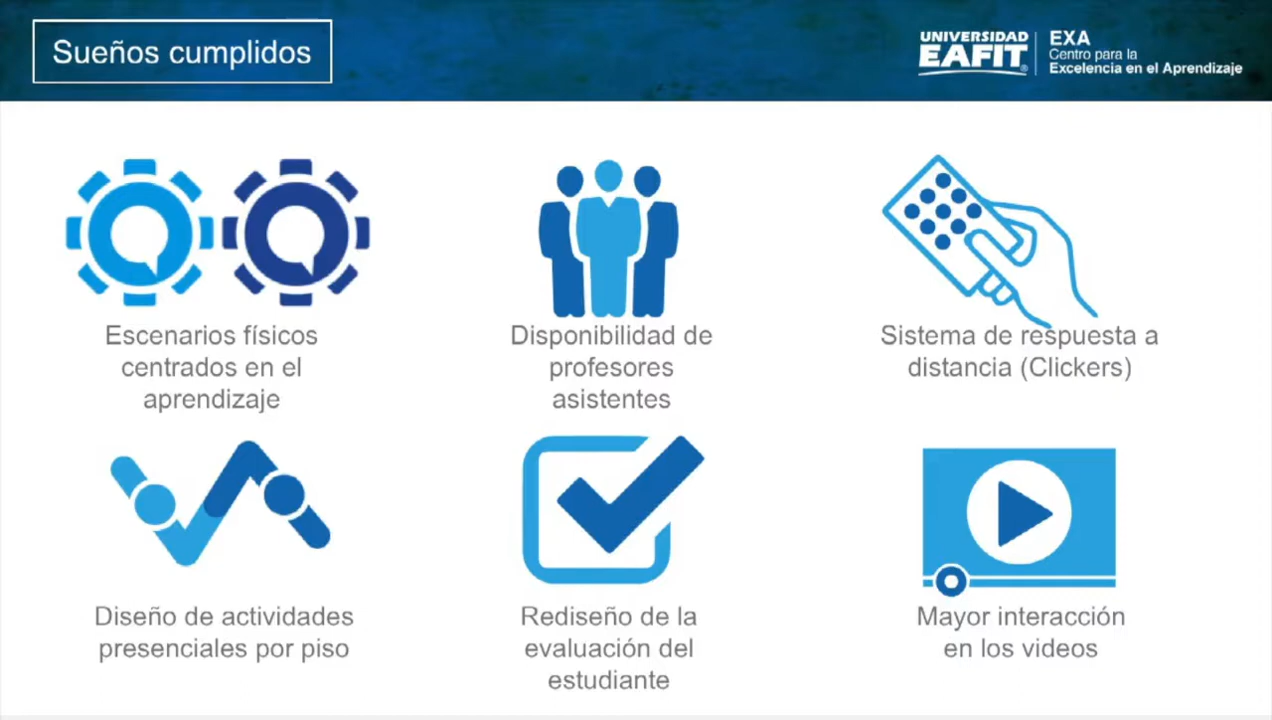 Sueños cumplidos
UNIVERSIDAD
EAFIT®
EXA
Centro para la
Excelencia en el Aprendizaje
Escenarios físicos
centrados en el
aprendizaje
Disponibilidad de
profesores
asistentes
Sistema de respuesta a
distancia (Clickers)
Diseño de actividades
presenciales por piso
Rediseño de la
evaluación del
estudiante
Mayor interacción
en los videos